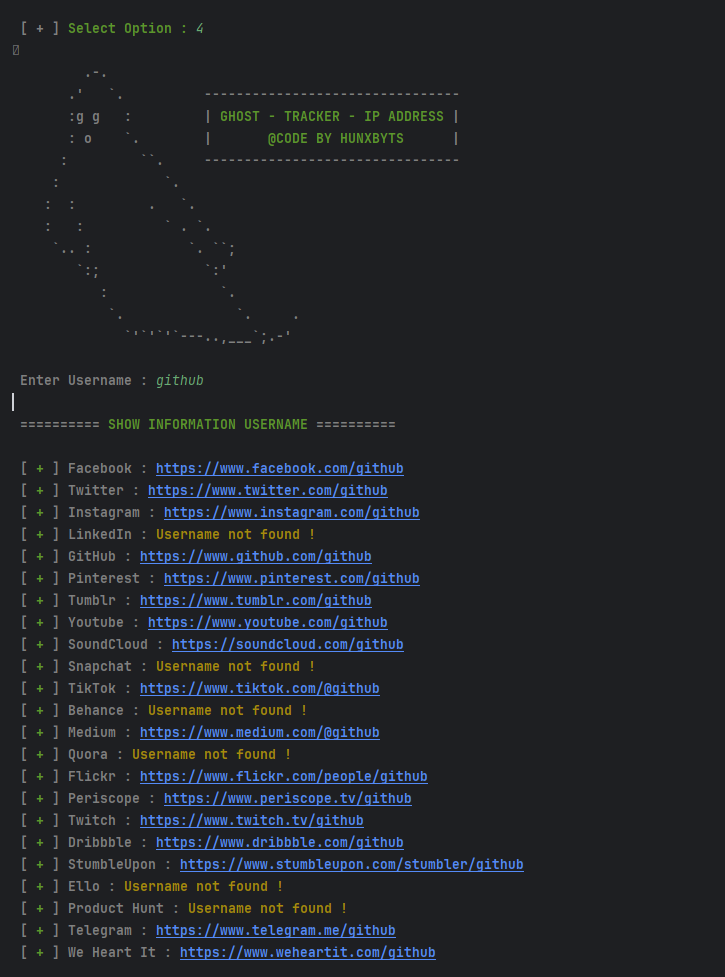 [ + ] Select Option : 4
| GHOST - TRACKER - IP ADDRESS |
| @CODE BY HUNXBYTS |
Enter Username : github
========== SHOW INFORMATION USERNAME ==========
[ + ] Facebook : https://www.facebook.com/github
[ + ] Twitter : https://www.twitter.com/github
[ + ] Instagram : https://www.instagram.com/github
[ + ] LinkedIn : Username not found !
[ + ] GitHub : https://www.github.com/github
[ + ] Pinterest : https://www.pinterest.com/github
[ + ] Tumblr : https://www.tumblr.com/github
[ + ] Youtube : https://www.youtube.com/github
[ + ] SoundCloud : https://soundcloud.com/github
[ + ] Snapchat : Username not found !
[ + ] TikTok : https://www.tiktok.com/@github
[ + ] Behance : Username not found !
[ + ] Medium : https://www.medium.com/@github
[ + ] Quora : Username not found !
[ + ] Flickr : https://www.flickr.com/people/github
[ + ] Periscope : https://www.periscope.tv/github
[ + ] Twitch : https://www.twitch.tv/github
[ + ] Dribbble : https://www.dribbble.com/github
[ + ] StumbleUpon : https://www.stumbleupon.com/stumbler/github
[ + ] Ello : Username not found !
[ + ] Product Hunt : Username not found !
[ + ] Telegram : https://www.telegram.me/github
[ + ] We Heart It : https://www.weheartit.com/github